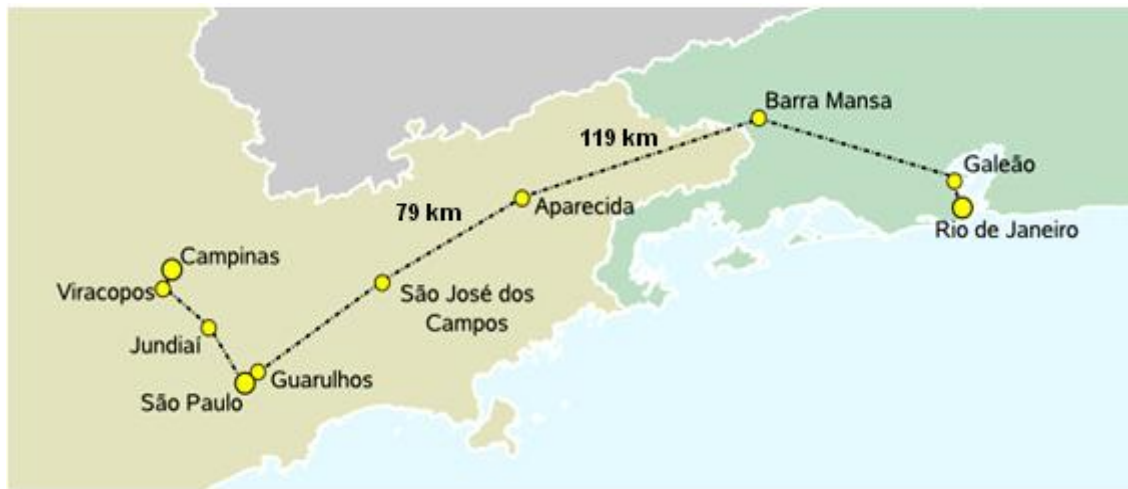 Barra Mansa
119 km
Galeão
Aparecida
79 km
Rio de Janeiro
Campinas
Viracopos
São José dos
Campos
Jundiaí
Guarulhos
São Paulo